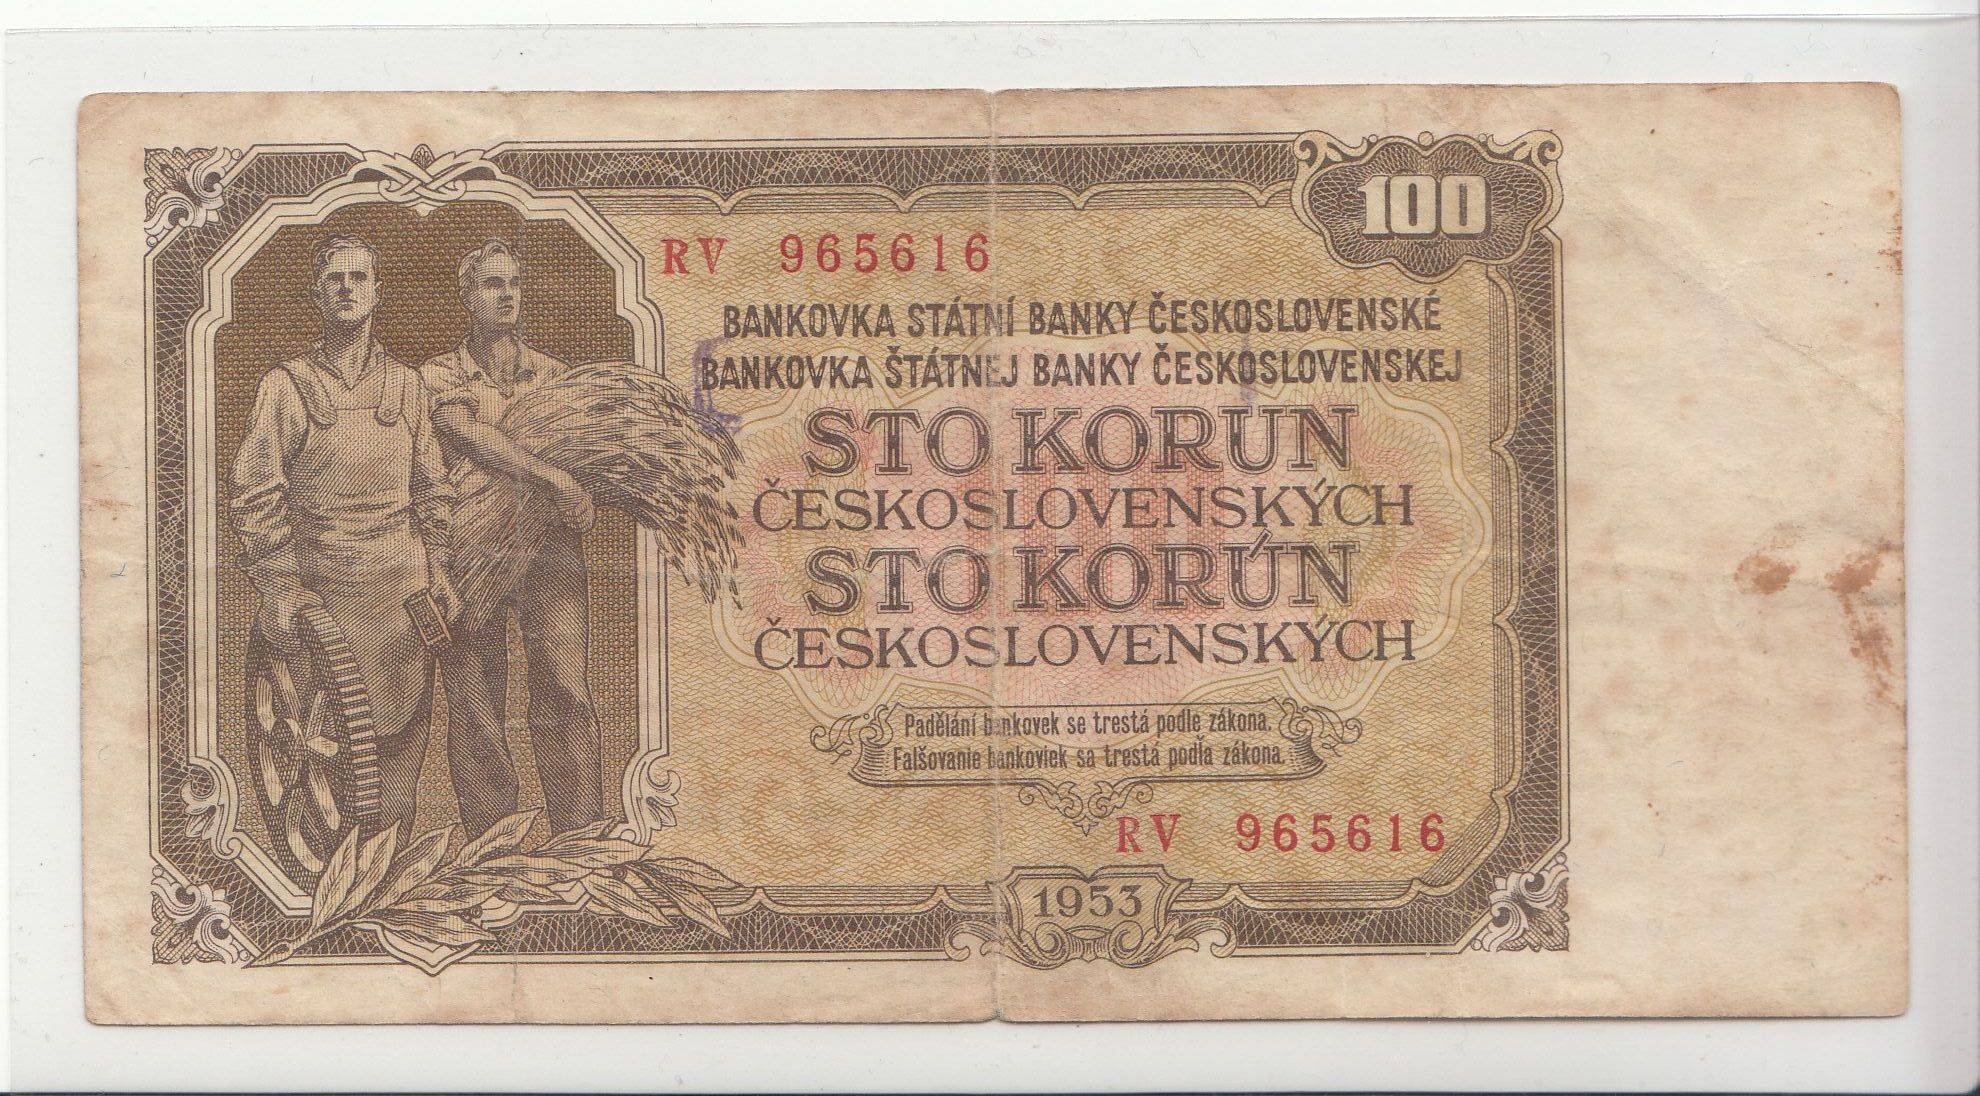 100
RV 965616
BANKOVKA STÁTNÍ BANKY ČESKOSLOVENSKÉ
BANKOVKA ŠTÁTNEJ BANKY ČESKOSLOVENSKEJ
STO KORUN
ČESKOSLOVENSKÝCH
STO KORÚN
ČESKOSLOVENSKÝCH
Padělání bankovek se trestá podle zákona.
Falšovanie bankoviek sa trestá podľa zákona.
RV 965616
1953